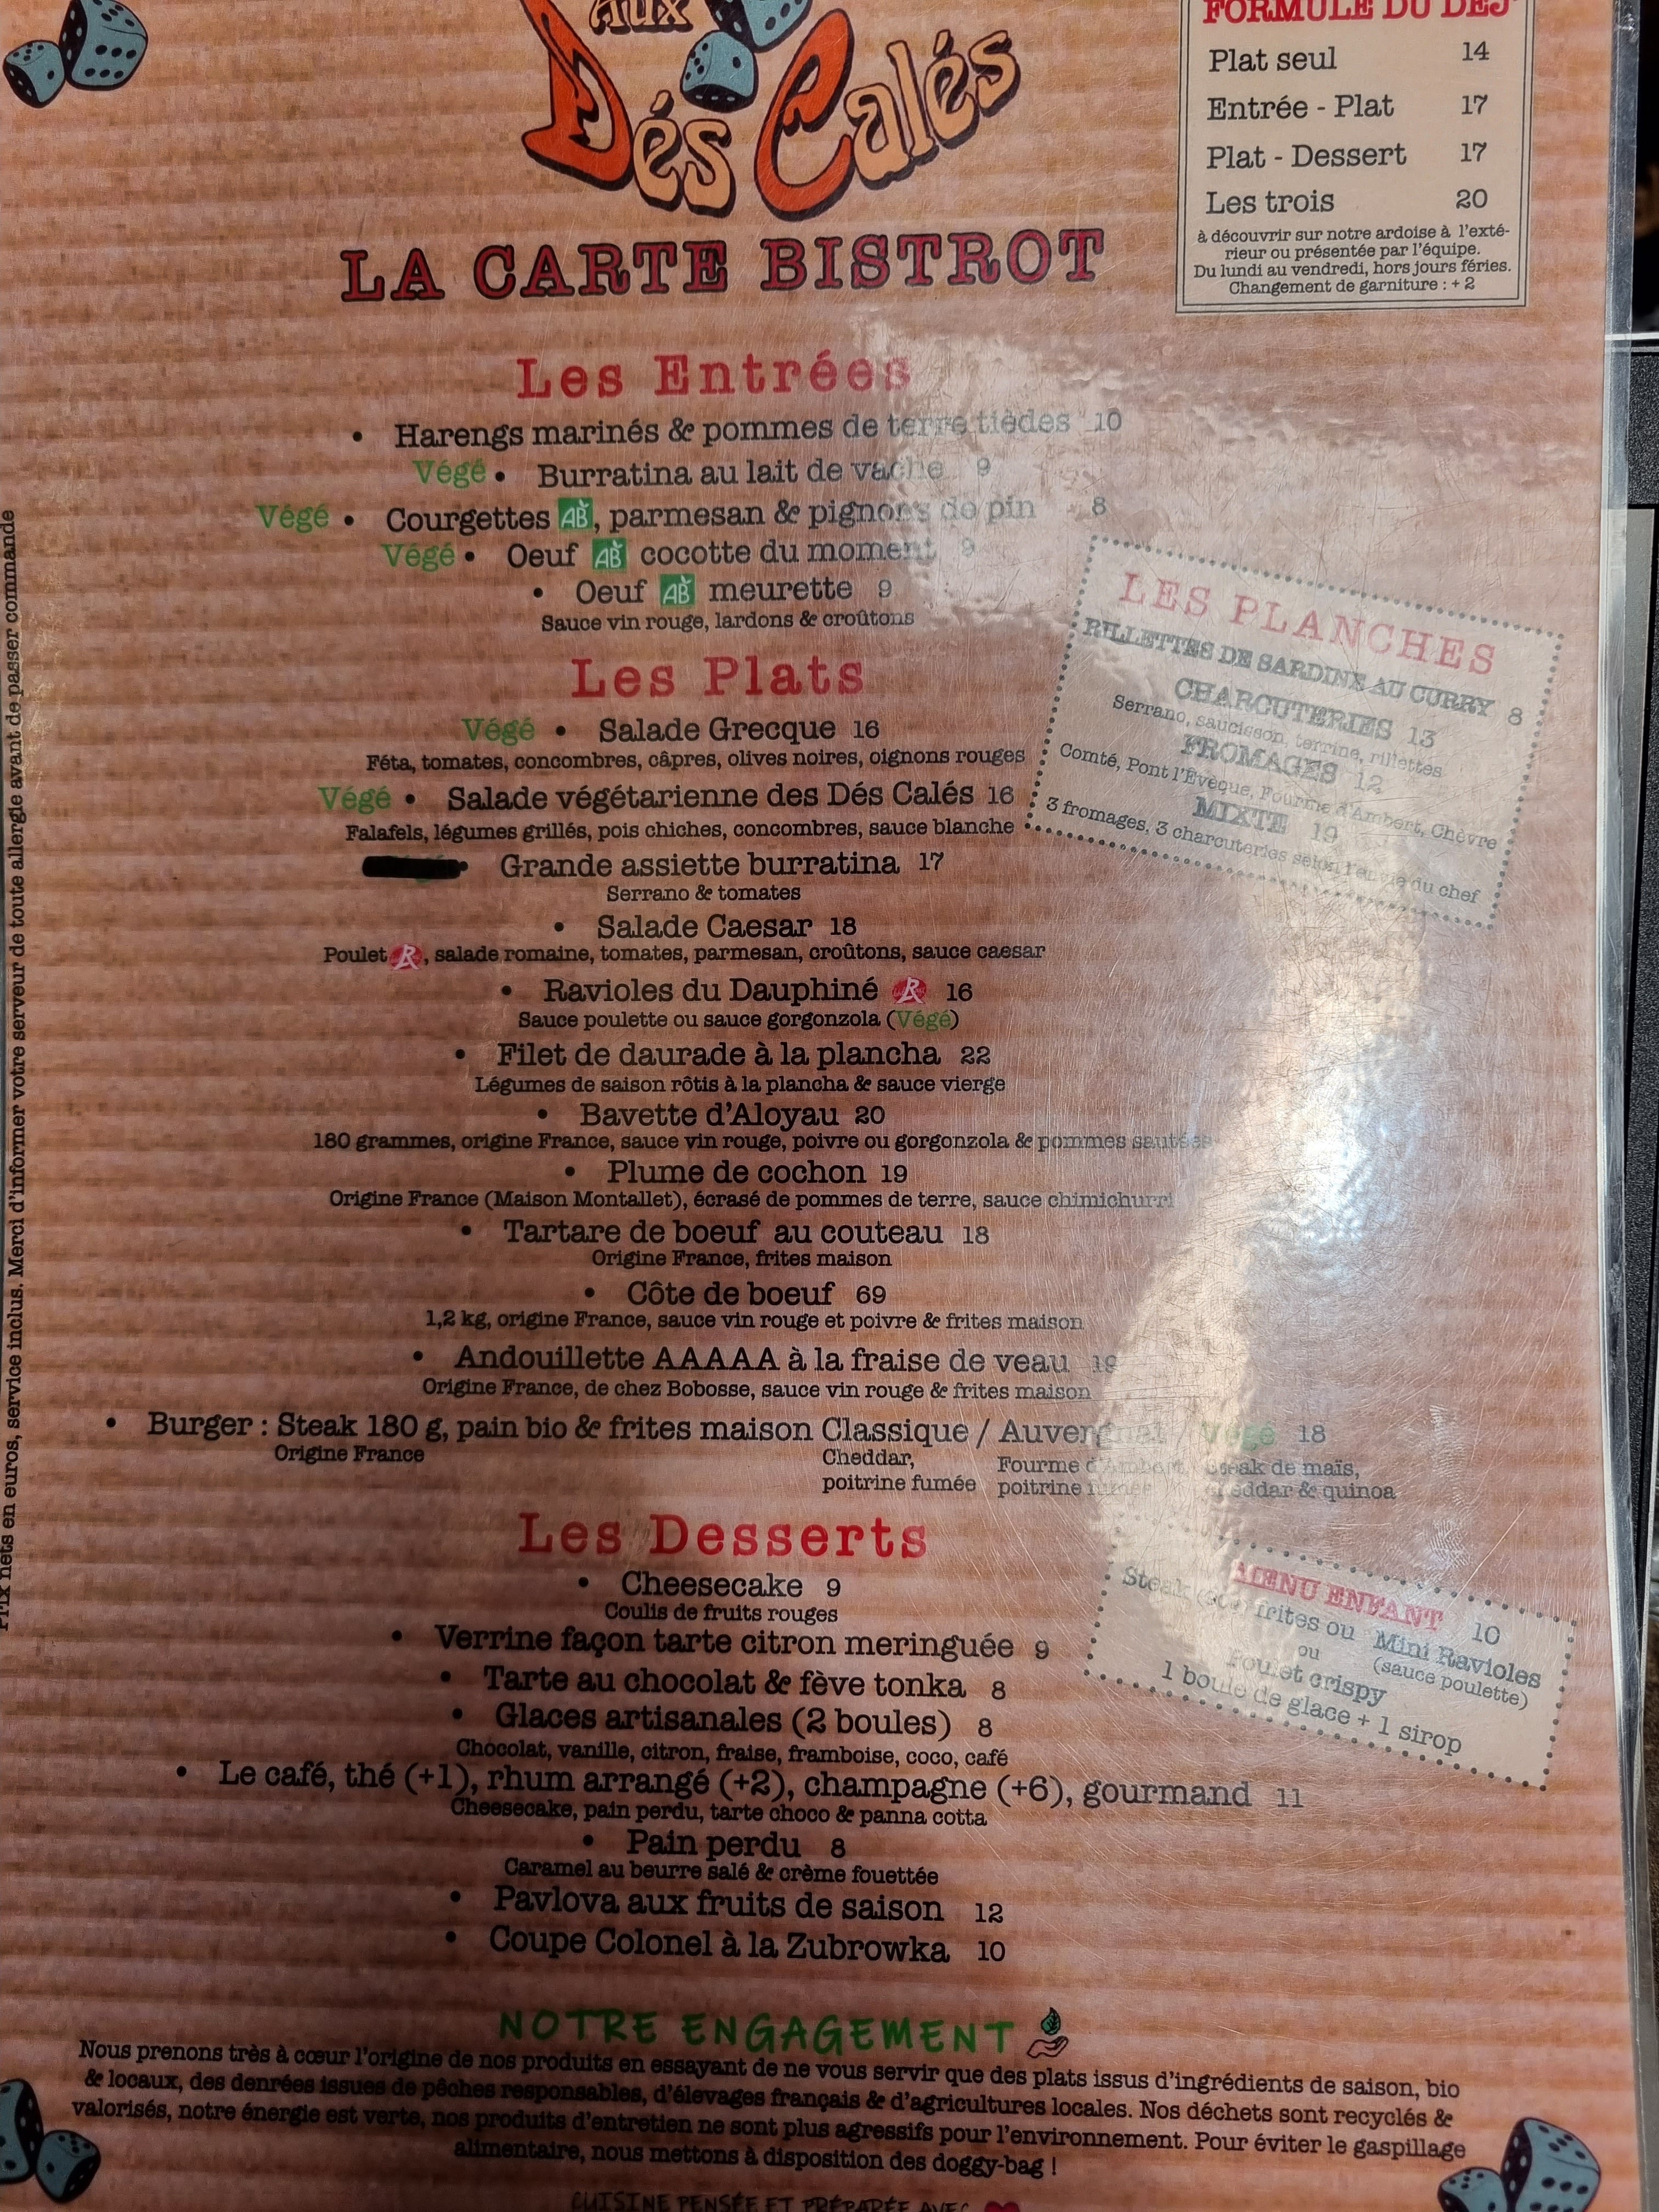 Aux
Dés Calés
LA CARTE BISTROT
FORMULE DU DÉJ'
Plat seul 14
Entrée - Plat 17
Plat - Dessert 17
Les trois 20
à découvrir sur notre ardoise à l'exté-
rieur ou présentée par l'équipe.
Du lundi au vendredi, hors jours féries.
Changement de garniture : + 2
Les Entrées
• Harengs marinés & pommes de terre tièdes 10
Végé • Burratina au lait de vache 9
Végé • Courgettes AB, parmesan & pignons de pin 8
Végé • Oeuf AB cocotte du moment 9
• Oeuf AB meurette 9
Sauce vin rouge, lardons & croûtons
LES PLANCHES
RILLETTES DE SARDINE AU CURRY 8
CHARCUTERIES 13
Serrano, saucisson, terrine, rillettes
FROMAGES 12
Comté, Pont l'Évèque, Fourme d'Ambert, Chèvre
MIXTE 19
3 fromages, 3 charcuteries selon l'envie du chef
Les Plats
Végé • Salade Grecque 16
Féta, tomates, concombres, câpres, olives noires, oignons rouges
Végé • Salade végétarienne des Dés Calés 16
Falafels, légumes grillés, pois chiches, concombres, sauce blanche
• Grande assiette burratina 17
Serrano & tomates
• Salade Caesar 18
Poulet R, salade romaine, tomates, parmesan, croûtons, sauce caesar
• Ravioles du Dauphiné R 16
Sauce poulette ou sauce gorgonzola (Végé)
• Filet de daurade à la plancha 22
Légumes de saison rôtis à la plancha & sauce vierge
• Bavette d'Aloyau 20
180 grammes, origine France, sauce vin rouge, poivre ou gorgonzola & pommes sautées
• Plume de cochon 19
Origine France (Maison Montallet), écrasé de pommes de terre, sauce chimichurri
• Tartare de boeuf au couteau 18
Origine France, frites maison
• Côte de boeuf 69
1,2 kg, origine France, sauce vin rouge et poivre & frites maison
• Andouillette AAAAA à la fraise de veau 19
Origine France, de chez Bobosse, sauce vin rouge & frites maison
• Burger : Steak 180 g, pain bio & frites maison Classique / Auvergnat / Végé 18
Origine France
Cheddar,
poitrine fumée
Fourme d'Ambert,
poitrine fumée
Steak de maïs,
cheddar & quinoa
Les Desserts
• Cheesecake 9
Coulis de fruits rouges
• Verrine façon tarte citron meringuée 9
• Tarte au chocolat & fève tonka 8
• Glaces artisanales (2 boules) 8
Chocolat, vanille, citron, fraise, framboise, coco, café
• Le café, thé (+1), rhum arrangé (+2), champagne (+6), gourmand 11
Cheesecake, pain perdu, tarte choco & panna cotta
• Pain perdu 8
Caramel au beurre salé & crème fouettée
• Pavlova aux fruits de saison 12
• Coupe Colonel à la Zubrowka 10
MENU ENFANT 10
Steak frites ou Mini Ravioles
(sauce poulette)
ou
Poulet crispy
1 boule de glace + 1 sirop
NOTRE ENGAGEMENT
Nous prenons très à cœur l'origine de nos produits en essayant de ne vous servir que des plats issus d'ingrédients de saison, bio
& locaux, des denrées issues de pêches responsables, d'élevages français & d'agricultures locales. Nos déchets sont recyclés &
valorisés, notre énergie est verte, nos produits d'entretien ne sont plus agressifs pour l'environnement. Pour éviter le gaspillage
alimentaire, nous mettons à disposition des doggy-bag !
CUISINE PENSÉE ET PRÉPARÉE AVEC
Prix nets en euros, service inclus. Merci d'informer votre serveur de toute allergie avant de passer commande